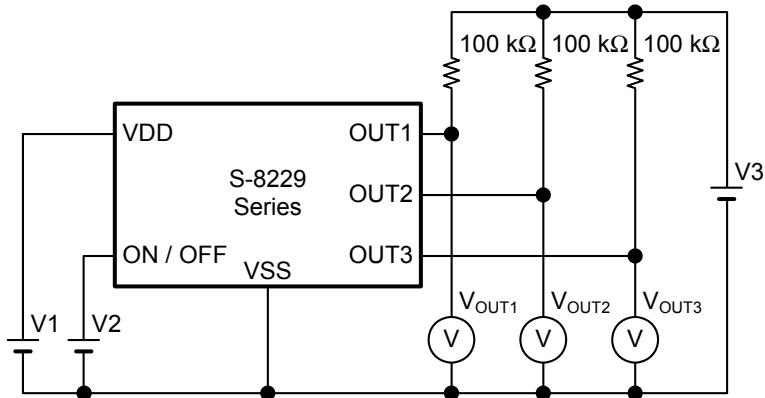 100 kΩ 100 kΩ 100 kΩ
VDD
OUT1
S-8229
Series
OUT2
V3
ON / OFF
VSS
OUT3
V1
V2
VOUT1
VOUT2
VOUT3
V
V
V